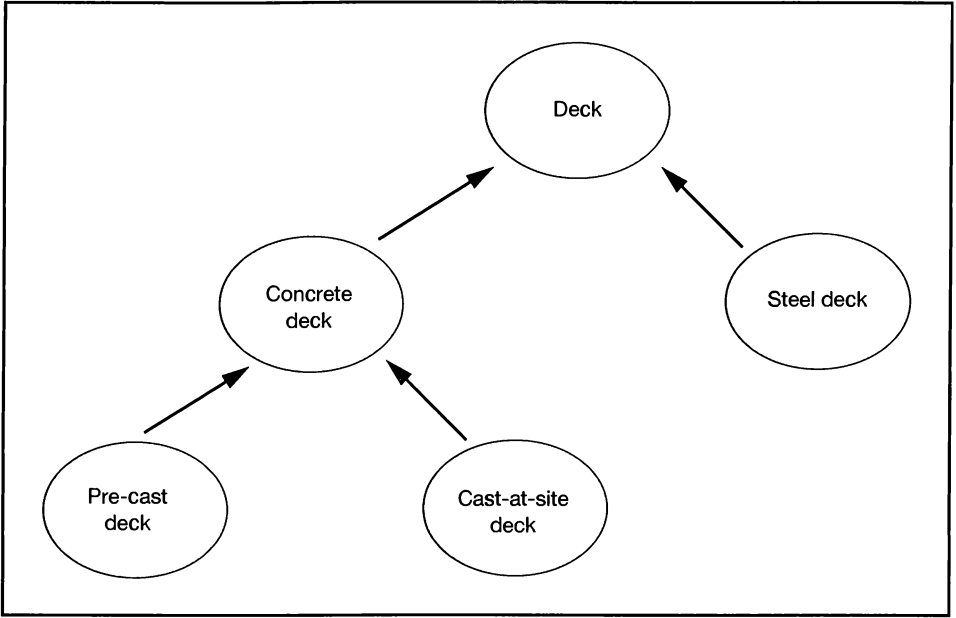 Deck
Concrete
deck
Steel deck
Pre-cast
deck
Cast-at-site
deck